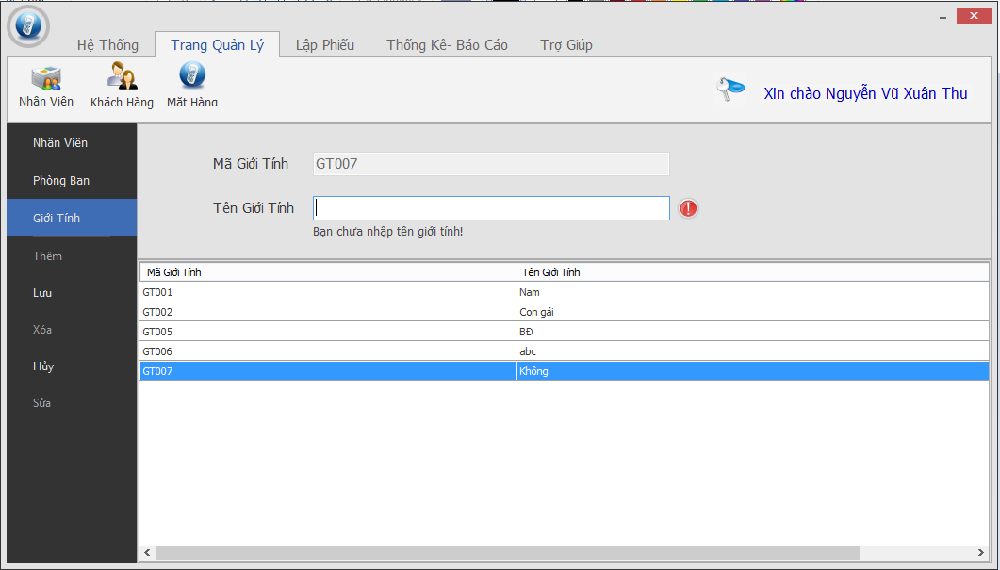 Hệ Thống
Trang Quản Lý
Lập Phiếu
Thống Kê- Báo Cáo
Trợ Giúp
Nhân Viên
Khách Hàng
Mặt Hàng
Xin chào Nguyễn Vũ Xuân Thu
Nhân Viên
Phòng Ban
Giới Tính
Thêm
Lưu
Xóa
Hủy
Sửa
Mã Giới Tính GT007
Tên Giới Tính
Bạn chưa nhập tên giới tính!
Mã Giới Tính Tên Giới Tính
GT001 Nam
GT002 Con gái
GT005 BĐ
GT006 abc
GT007 Không